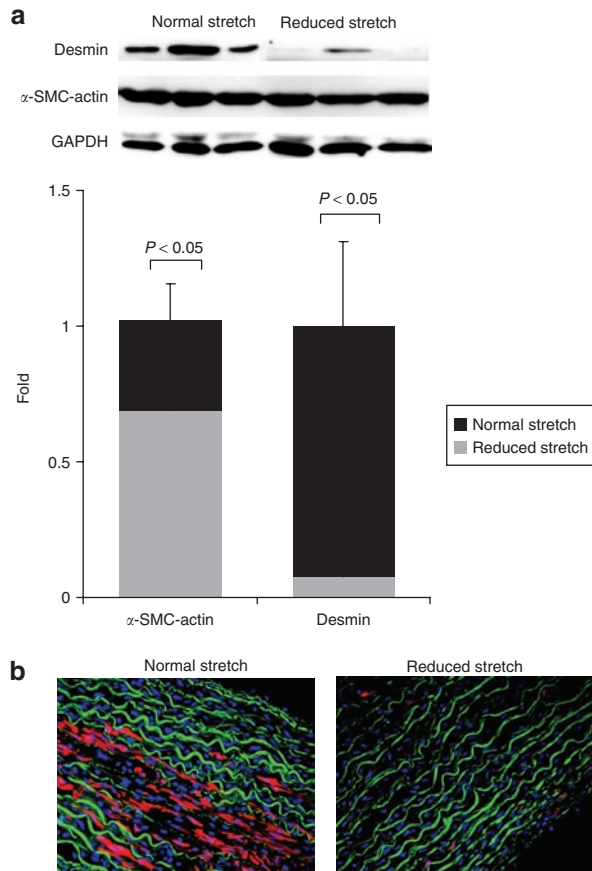 a
Normal stretch Reduced stretch
Desmin
α-SMC-actin
GAPDH
1.5
P < 0.05
P < 0.05
1
Fold
Normal stretch
Reduced stretch
0.5
0
α-SMC-actin Desmin
b
Normal stretch Reduced stretch